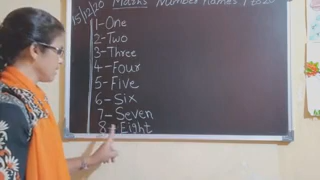 15/12/20 Maths Number Names 1 to 20
1-One
2-Two
3-Three
4-Four
5-Five
6-Six
7-Seven
8-Eight